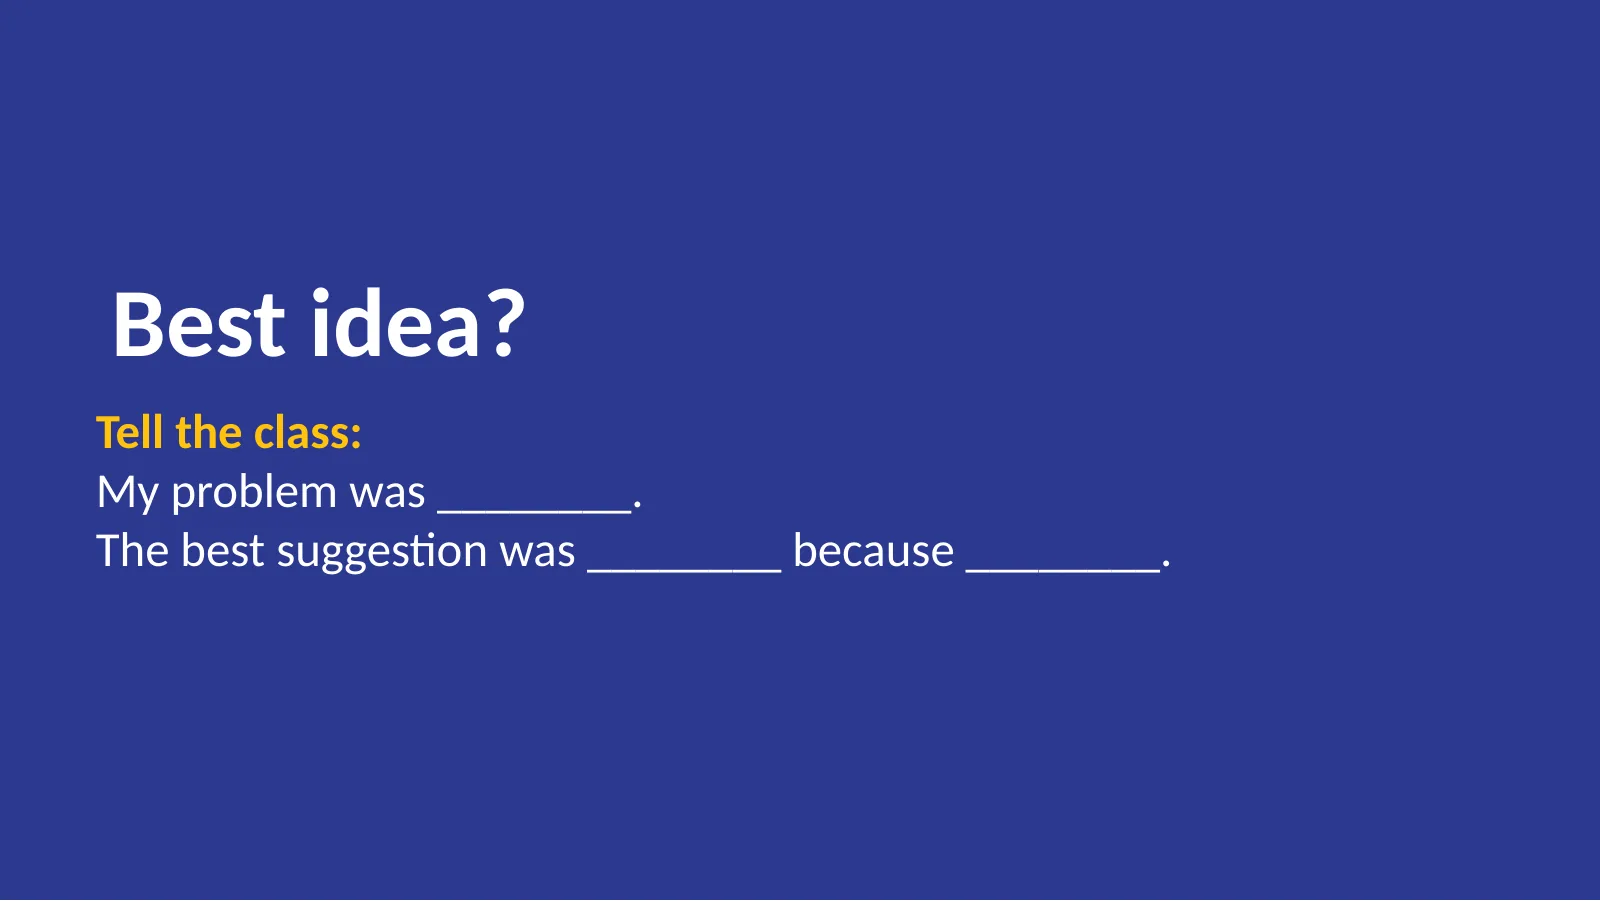 Best idea?
Tell the class:
My problem was ________.
The best suggestion was ________ because ________.